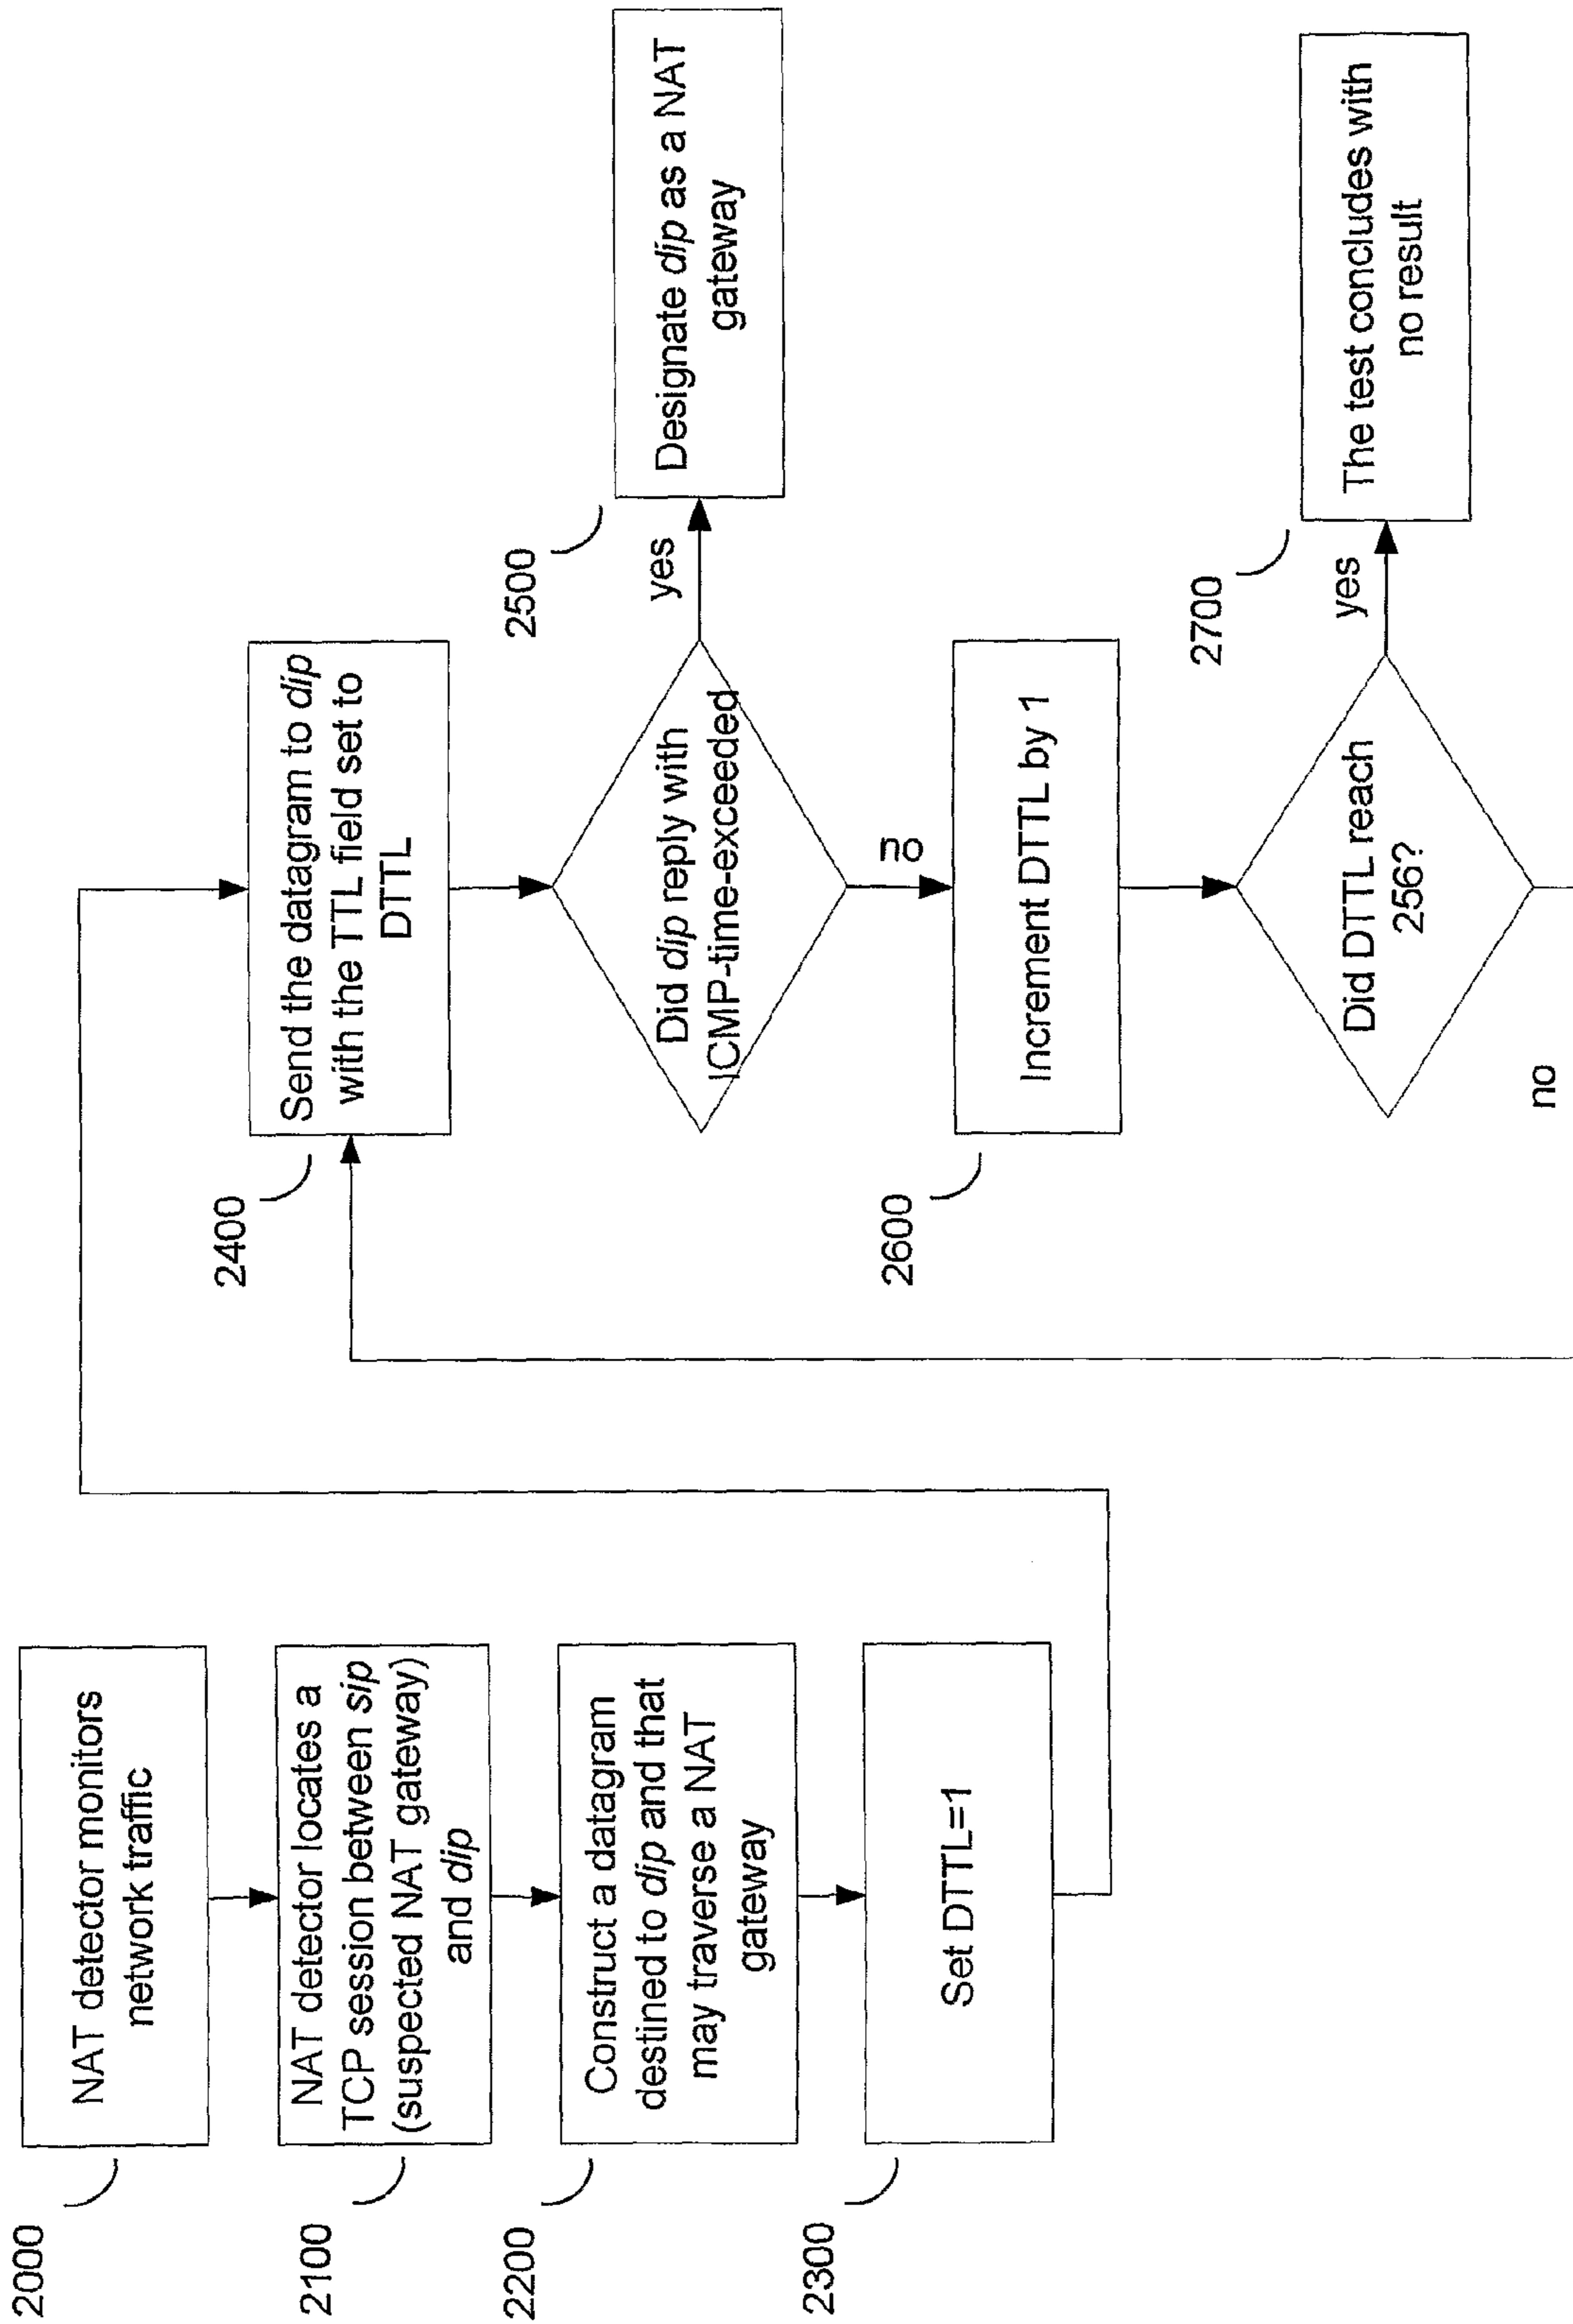 2000
NAT detector monitors
network traffic
2100
NAT detector locates a
TCP session between sip
(suspected NAT gateway)
and dip
2200
Construct a datagram
destined to dip and that
may traverse a NAT
gateway
2300
Set DTTL=1
2400
Send the datagram to dip
with the TTL field set to
DTTL
Did dip reply with
ICMP-time-exceeded
yes
2500
Designate dip as a NAT
gateway
no
2600
Increment DTTL by 1
Did DTTL reach
256?
yes
2700
The test concludes with
no result
no